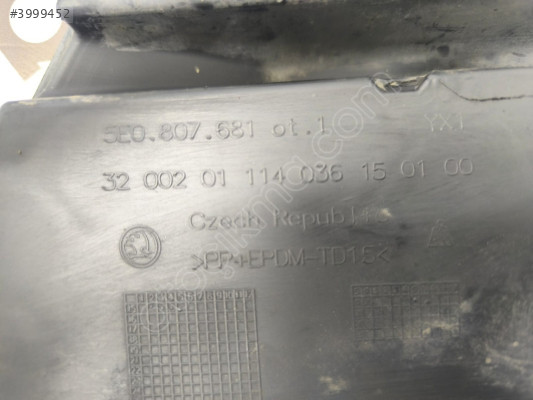 #3999452
5E0.807.681 ot.1 YX1
32 002 01 114 036 15 01 00
Czech Republic
>PP+EPDM-TD15<